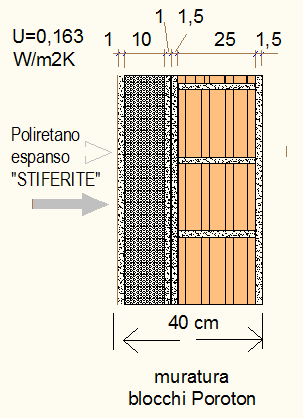 1 1,5
U=0,163 1 10 25 1,5
W/m2K
Poliretano
espanso
"STIFERITE"
40 cm
muratura
blocchi Poroton